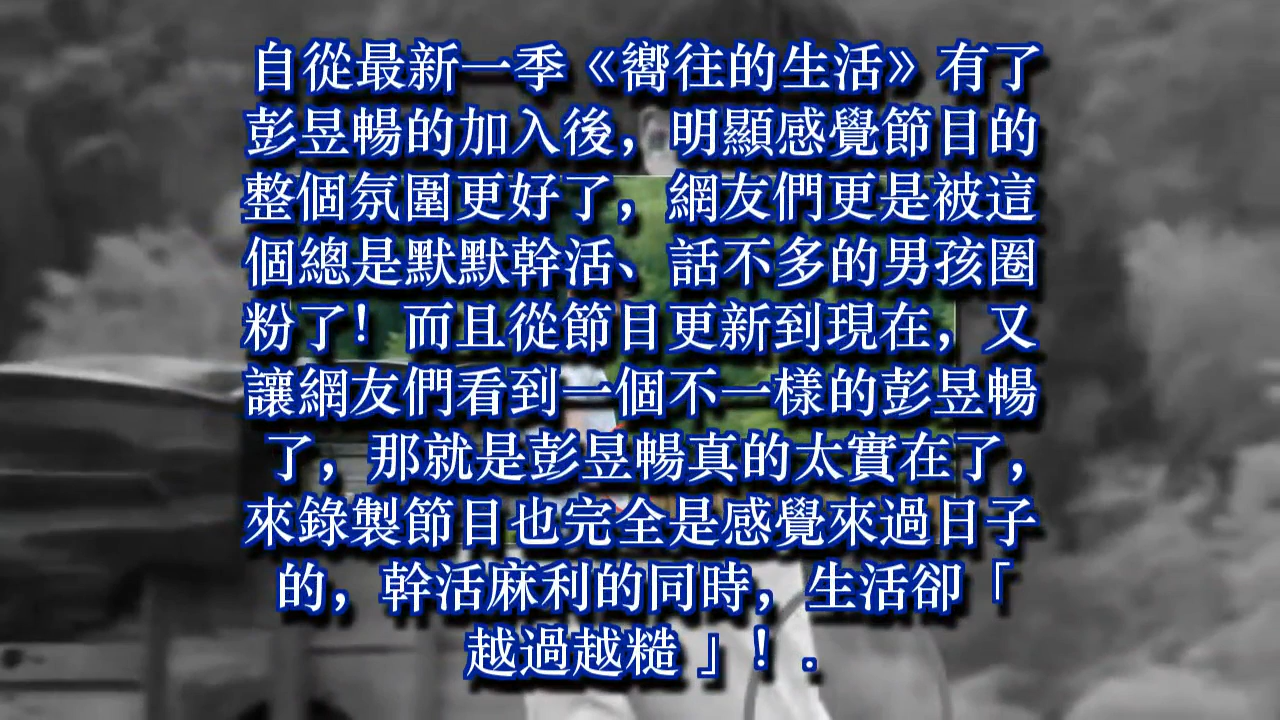 自從最新一季《嚮往的生活》有了
彭昱暢的加入後，明顯感覺節目的
整個氛圍更好了，網友們更是被這
個總是默默幹活、話不多的男孩圈
粉了！而且從節目更新到現在，又
讓網友們看到一個不一樣的彭昱暢
了，那就是彭昱暢真的太實在了，
來錄製節目也完全是感覺來過日子
的，幹活麻利的同時，生活卻「
越過越糙 」！.